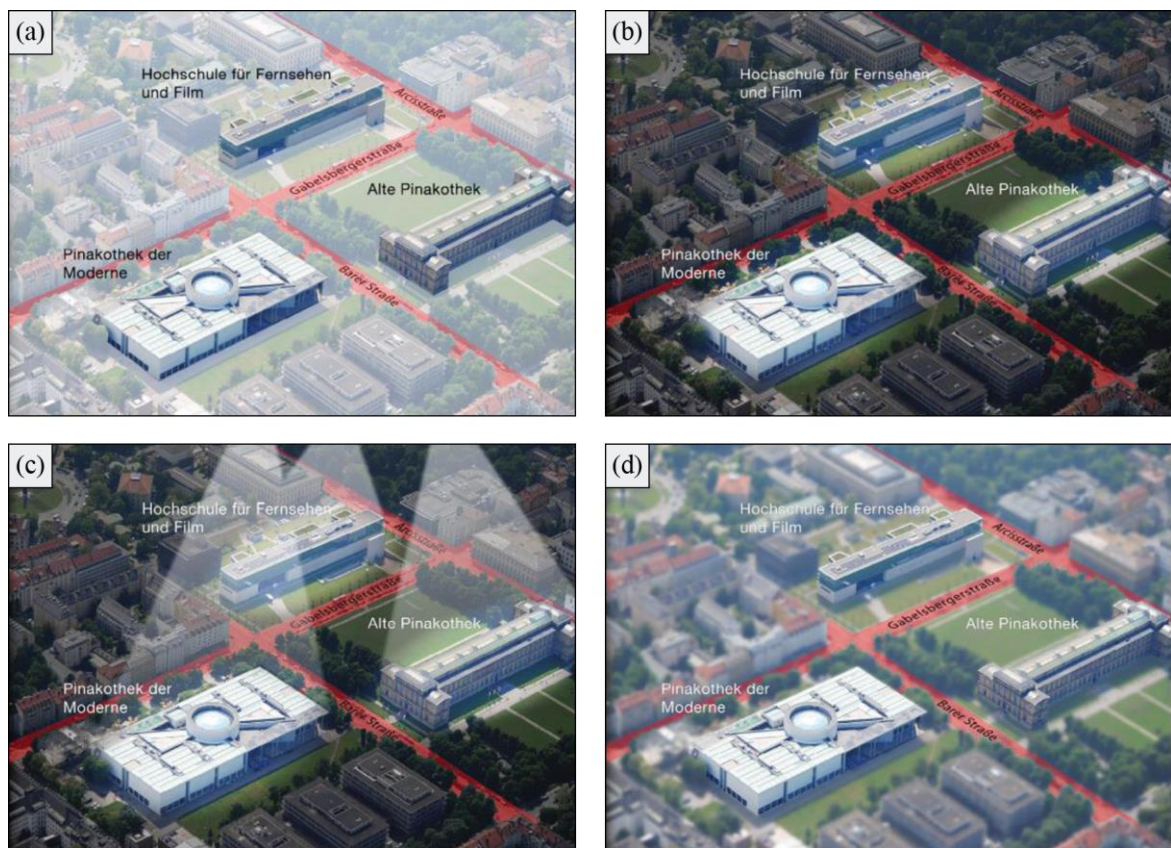 (a)
Hochschule für Fernsehen
und Film
Arcisstraße
Gabelsbergerstraße
Alte Pinakothek
Pinakothek der
Moderne
Barer Straße
(b)
Hochschule für Fernsehen
und Film
Arcisstraße
Gabelsbergerstraße
Alte Pinakothek
Pinakothek der
Moderne
Barer Straße
(c)
Hochschule für Fernsehen
und Film
Arcisstraße
Gabelsbergerstraße
Alte Pinakothek
Pinakothek der
Moderne
Barer Straße
(d)
Hochschule für Fernsehen
und Film
Arcisstraße
Gabelsbergerstraße
Alte Pinakothek
Pinakothek der
Moderne
Barer Straße